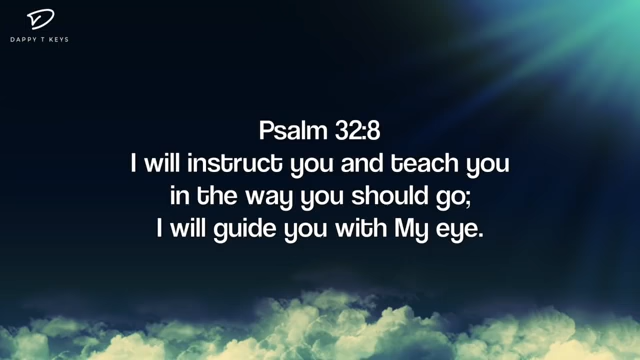 DAPPY T KEYS
Psalm 32:8
I will instruct you and teach you
in the way you should go;
I will guide you with My eye.